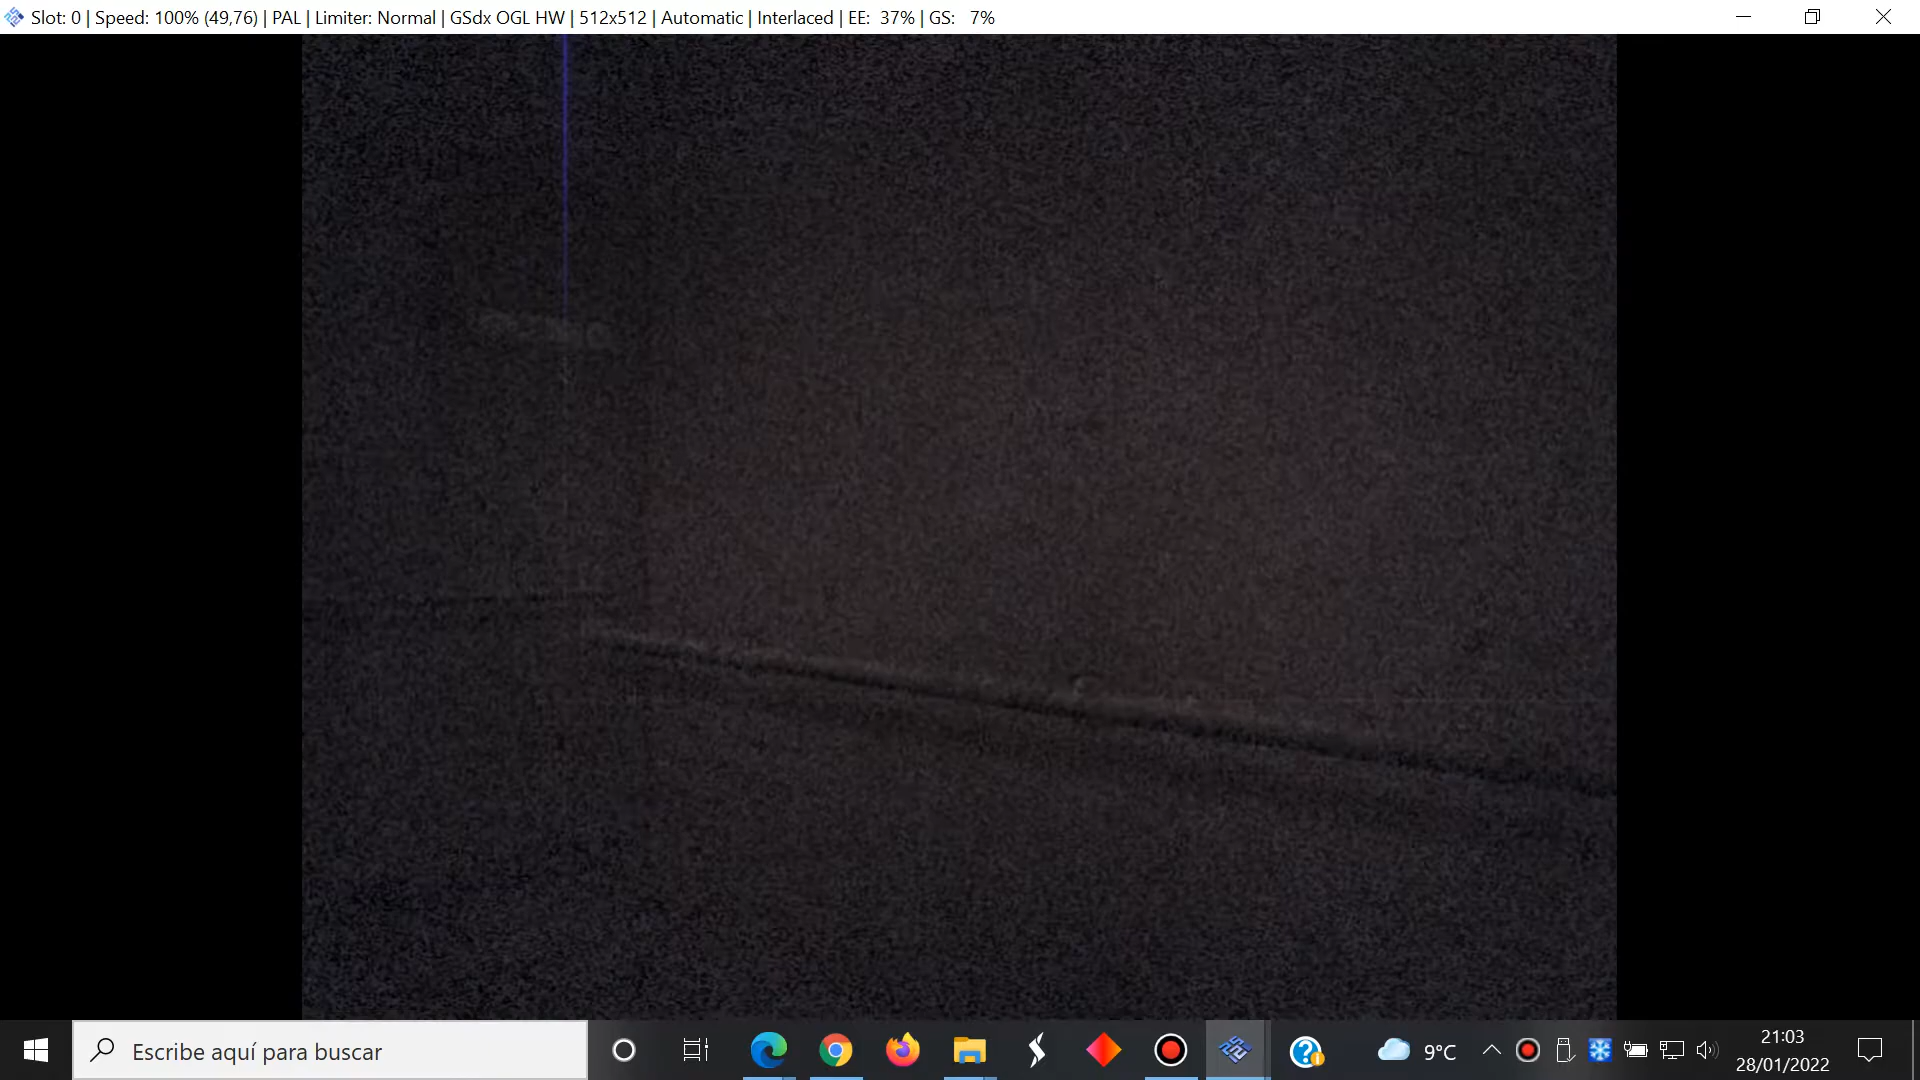 Slot: 0 | Speed: 100% (49,76) | PAL | Limiter: Normal | GSdx OGL HW | 512x512 | Automatic | Interlaced | EE: 37% | GS: 7%
Escribe aquí para buscar
9°C
21:03
28/01/2022